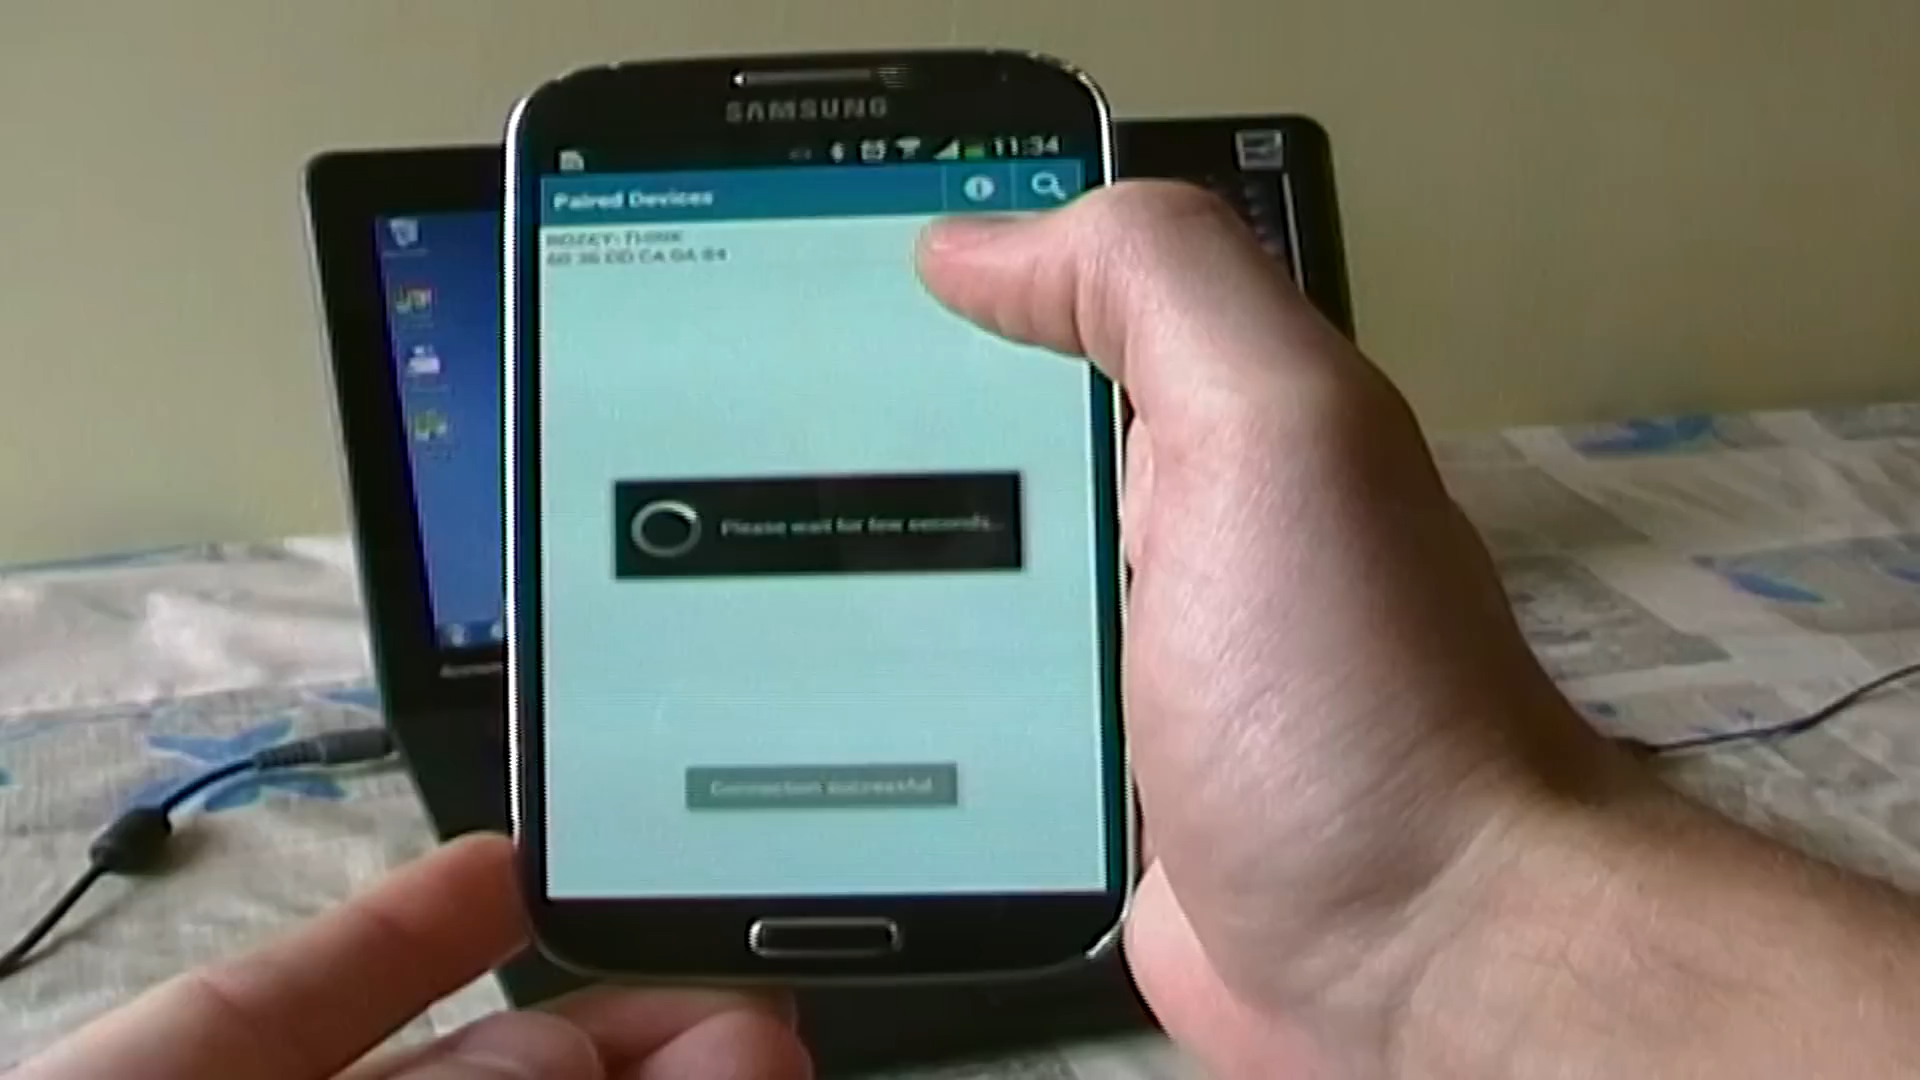 SAMSUNG
11:34
Paired Devices
Please wait for few seconds...
Connection successful